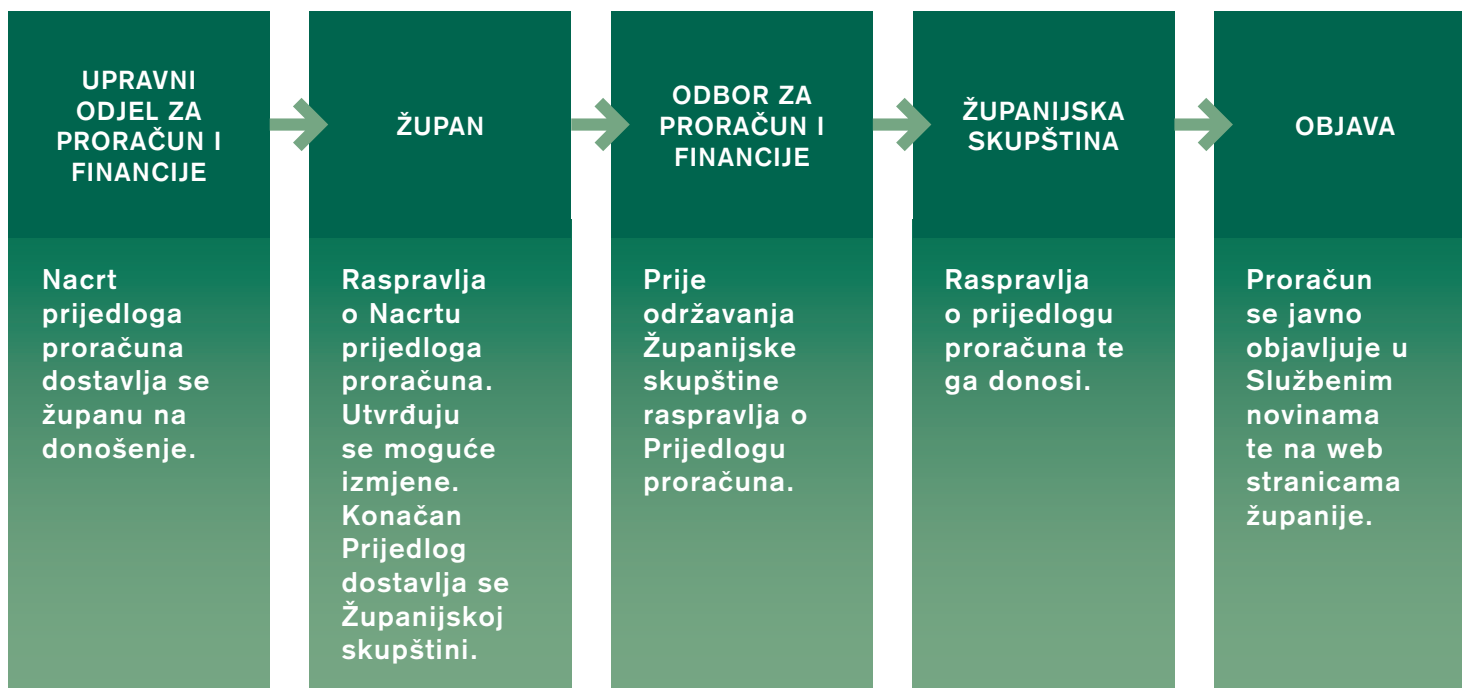 UPRAVNI
ODJEL ZA
PRORAČUN I
FINANCIJE
Nacrt
prijedloga
proračuna
dostavlja se
županu na
donošenje.
ŽUPAN
Raspravlja
o Nacrtu
prijedloga
proračuna.
Utvrđuju
se moguće
izmjene.
Konačan
Prijedlog
dostavlja se
Županijskoj
skupštini.
ODBOR ZA
PRORAČUN I
FINANCIJE
Prije
održavanja
Županijske
skupštine
raspravlja o
Prijedlogu
proračuna.
ŽUPANIJSKA
SKUPŠTINA
Raspravlja
o prijedlogu
proračuna te
ga donosi.
OBJAVA
Proračun
se javno
objavljuje u
Službenim
novinama
te na web
stranicama
županije.